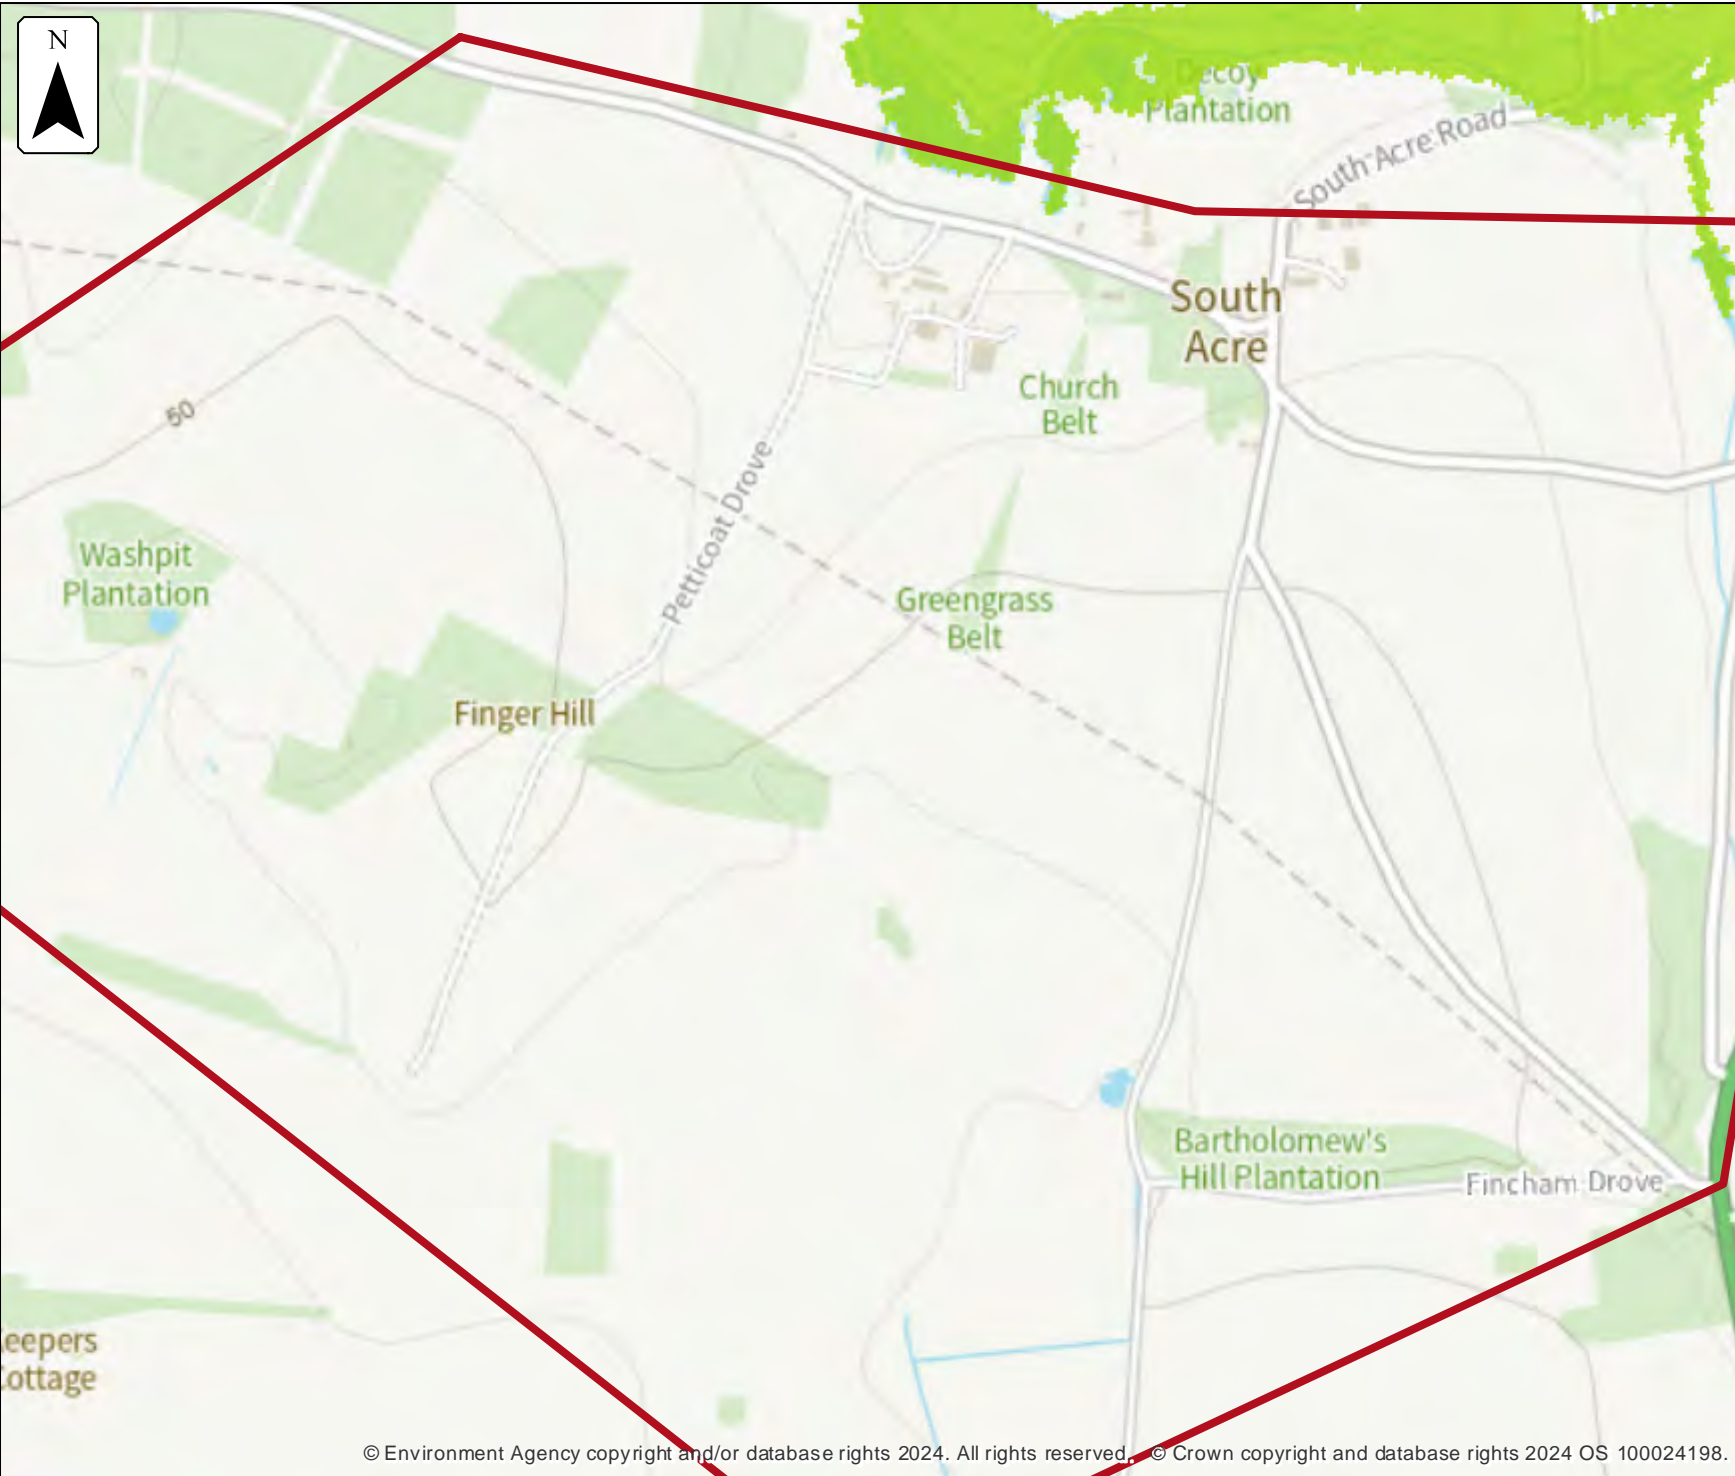 N
Decoy
Plantation
South Acre Road
South
Acre
Church
Belt
50
Petticoat Drove
Washpit
Plantation
Greengrass
Belt
Finger Hill
Bartholomew's
Hill Plantation
Fincham Drove
eepers
ottage
© Environment Agency copyright and/or database rights 2024. All rights reserved. © Crown copyright and database rights 2024 OS 100024198.